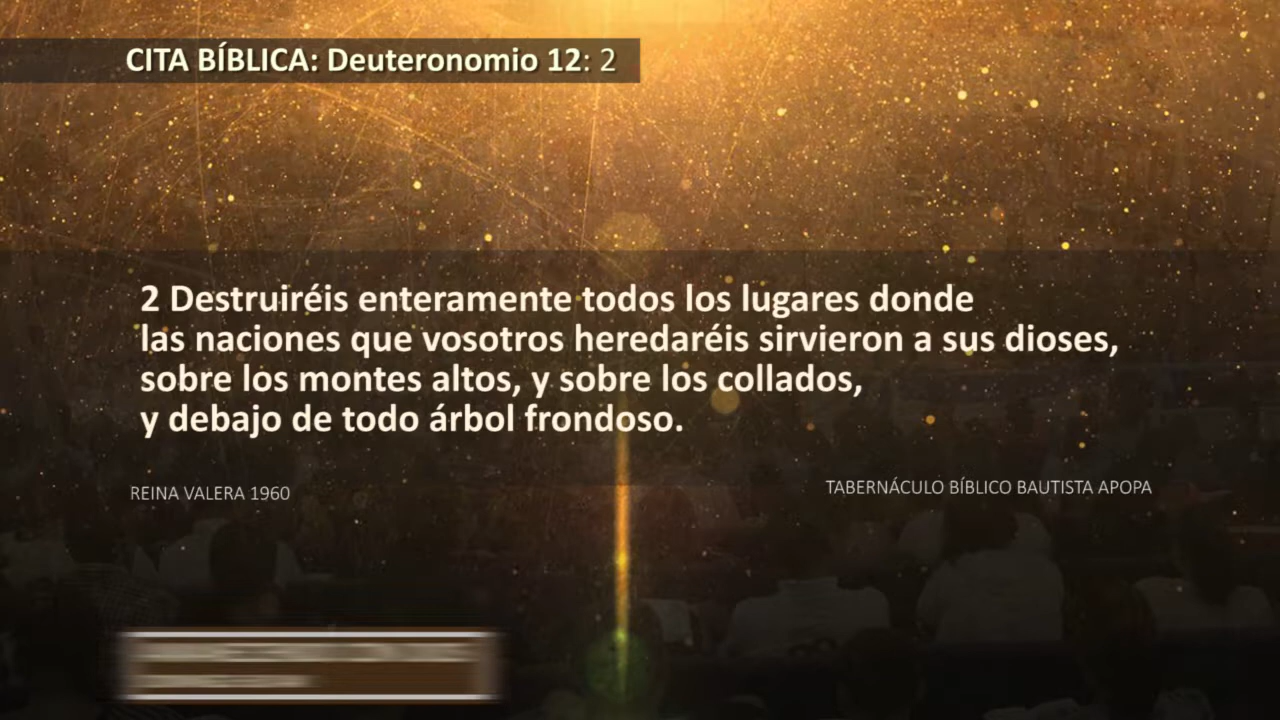 CITA BÍBLICA: Deuteronomio 12: 2
2 Destruiréis enteramente todos los lugares donde
las naciones que vosotros heredaréis sirvieron a sus dioses,
sobre los montes altos, y sobre los collados,
y debajo de todo árbol frondoso.
REINA VALERA 1960
TABERNÁCULO BÍBLICO BAUTISTA APOPA